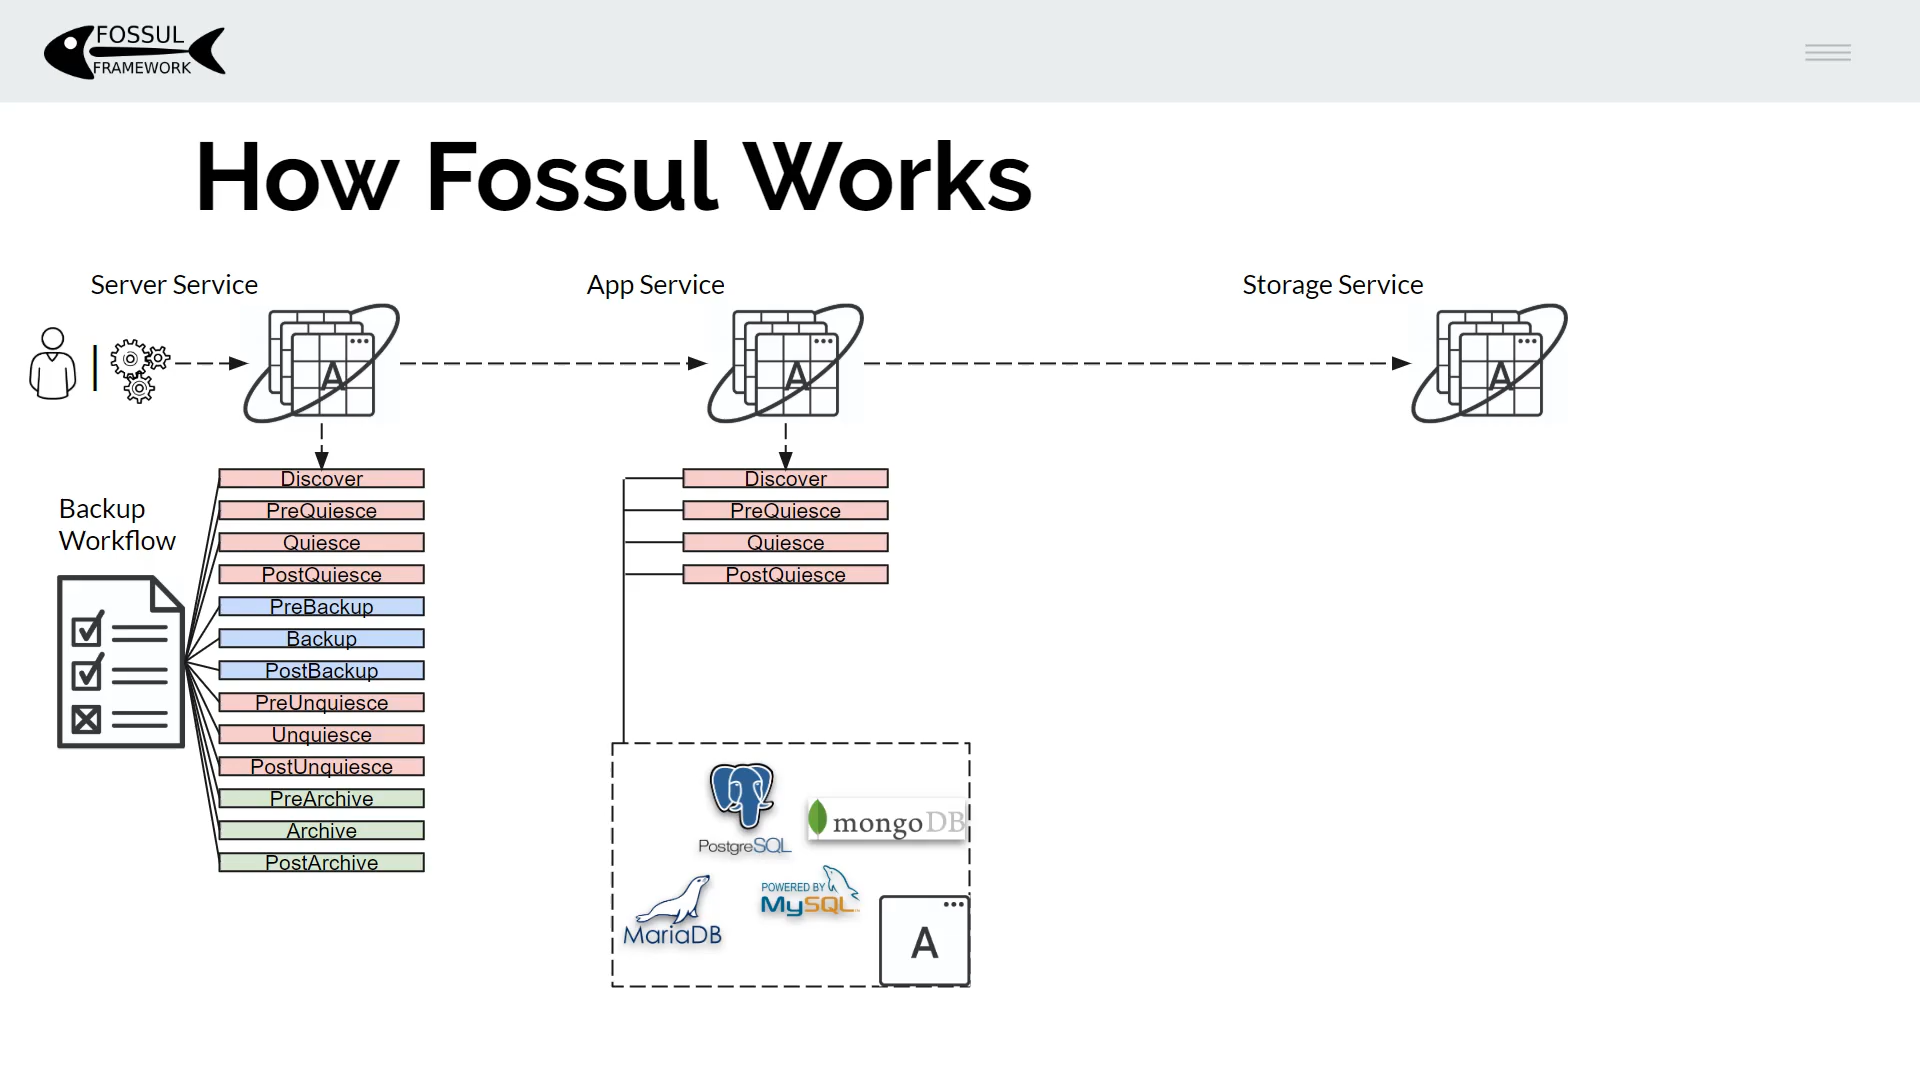 FOSSUL
FRAMEWORK
How Fossul Works
Server Service
App Service
Storage Service
A
A
A
Backup
Workflow
Discover
PreQuiesce
Quiesce
PostQuiesce
PreBackup
Backup
PostBackup
PreUnquiesce
Unquiesce
PostUnquiesce
PreArchive
Archive
PostArchive
Discover
PreQuiesce
Quiesce
PostQuiesce
PostgreSQL
mongoDB
MariaDB
POWERED BY
MySQL
A